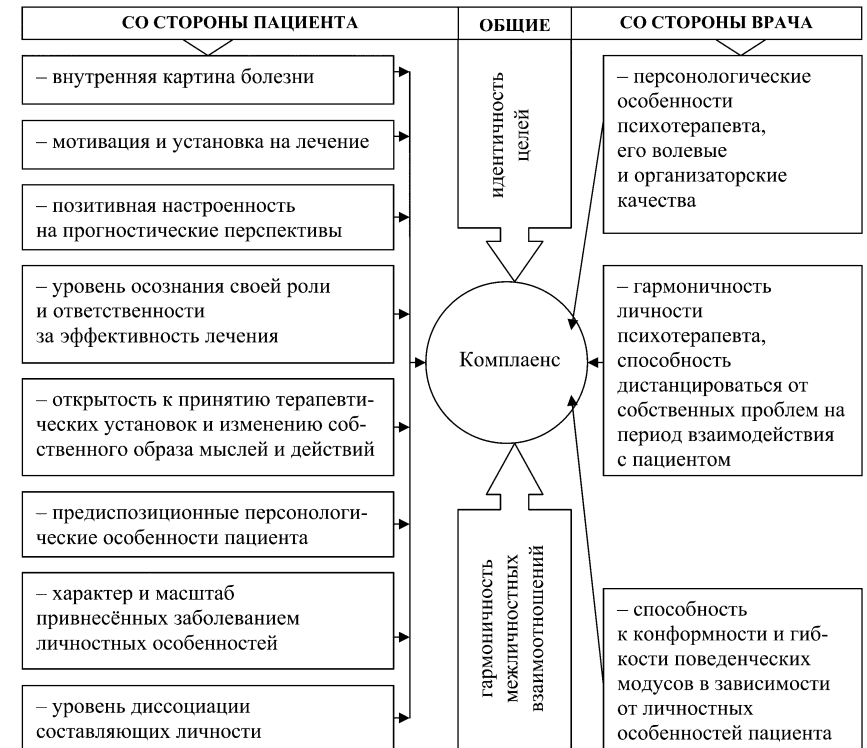 СО СТОРОНЫ ПАЦИЕНТА
ОБЩИЕ
СО СТОРОНЫ ВРАЧА
– внутренняя картина болезни
– мотивация и установка на лечение
– позитивная настроенность
на прогностические перспективы
– уровень осознания своей роли
и ответственности
за эффективность лечения
– открытость к принятию терапевти-
ческих установок и изменению соб-
ственного образа мыслей и действий
– предиспозиционные персонологи-
ческие особенности пациента
– характер и масштаб
привнесённых заболеванием
личностных особенностей
– уровень диссоциации
составляющих личности
идентичность
целей
Комплаенс
гармоничность
межличностных
взаимоотношений
– персонологические
особенности
психотерапевта,
его волевые
и организаторские
качества
– гармоничность
личности
психотерапевта,
способность
дистанцироваться от
собственных проблем на
период взаимодействия
с пациентом
– способность
к конформности и гиб-
кости поведенческих
модусов в зависимости
от личностных
особенностей пациента